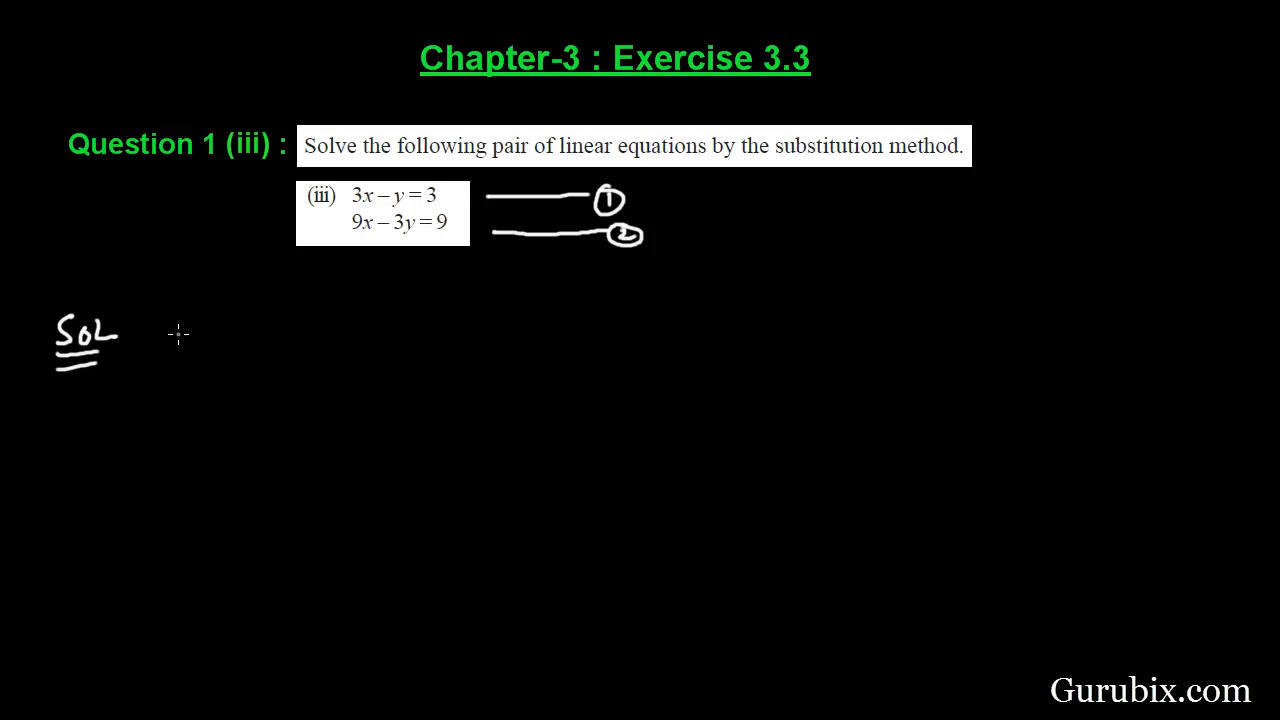 Chapter-3 : Exercise 3.3
Question 1 (iii) : Solve the following pair of linear equations by the substitution method.
(iii) 3x – y = 3 ① 
9x – 3y = 9 ②
SOL
Gurubix.com